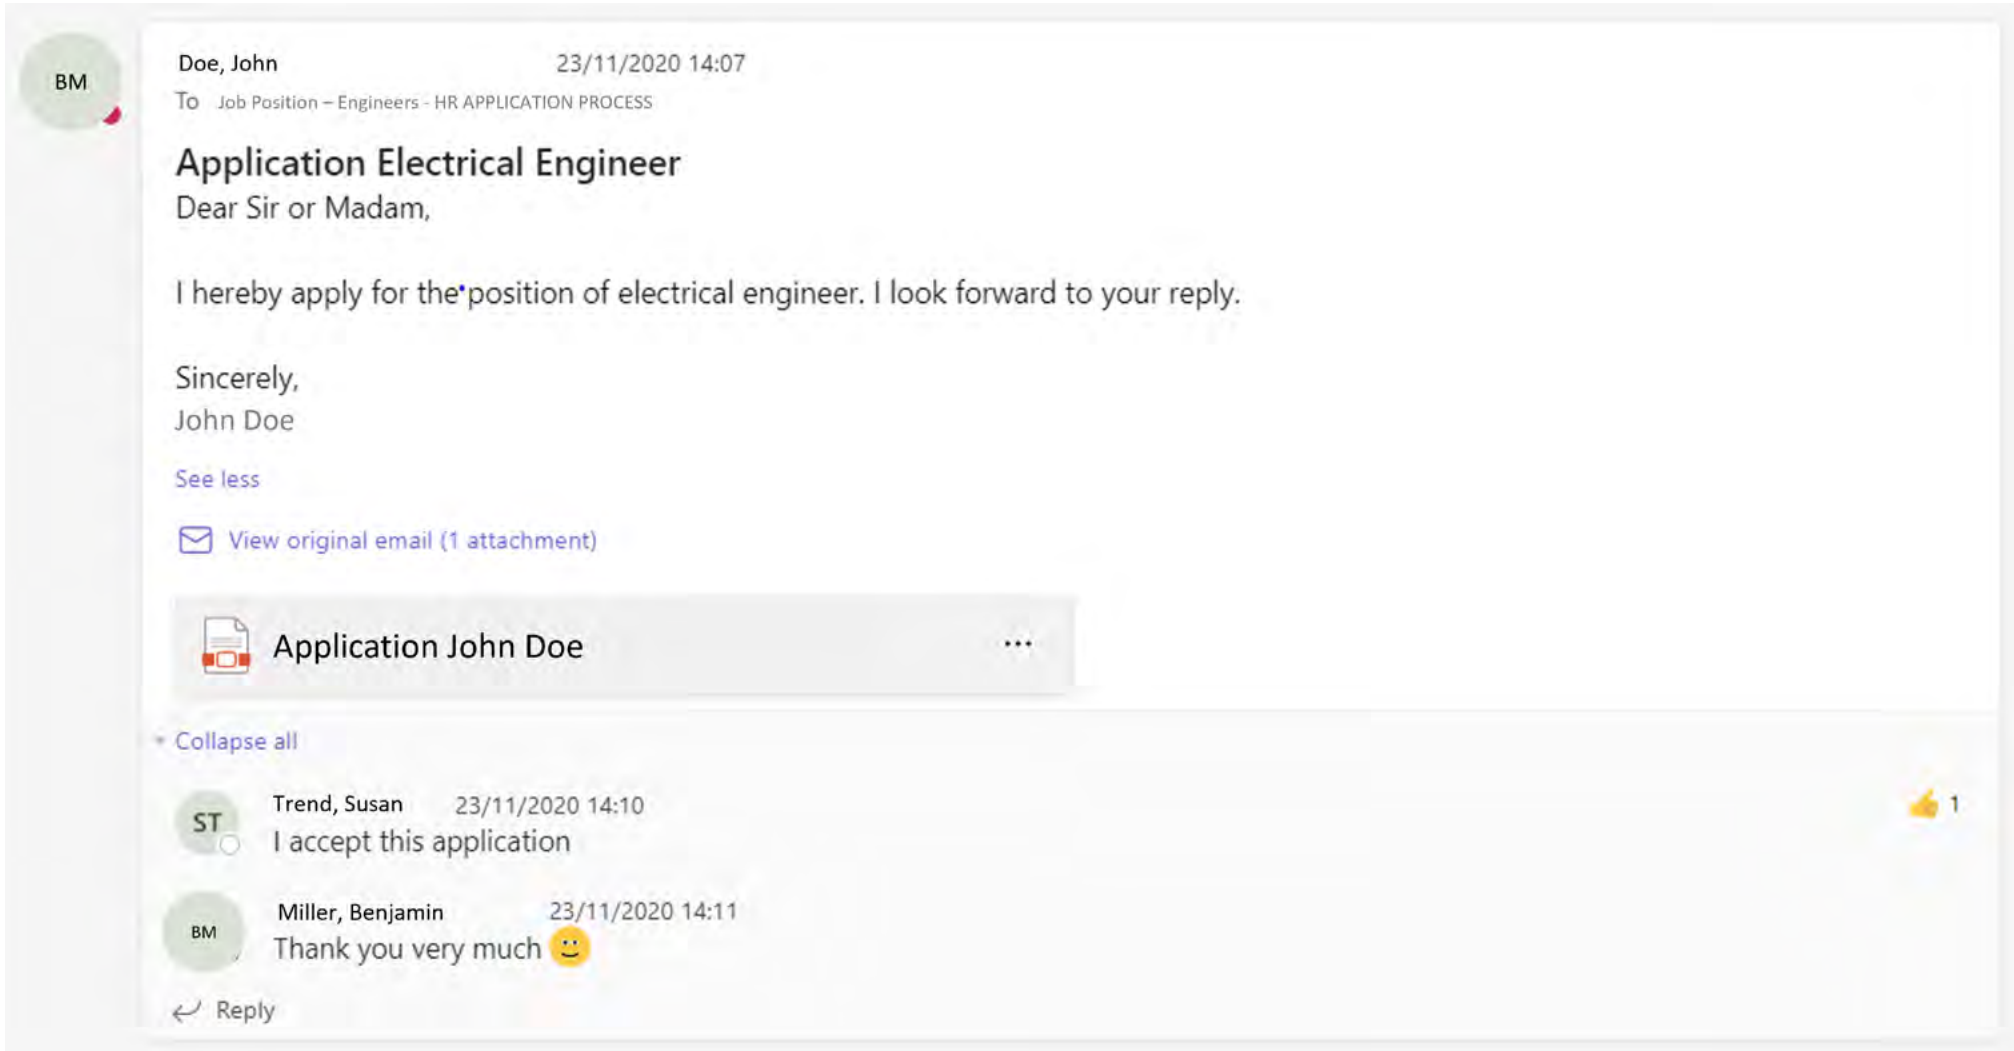 BM
Doe, John 23/11/2020 14:07
To Job Position – Engineers - HR APPLICATION PROCESS
Application Electrical Engineer
Dear Sir or Madam,
I hereby apply for the position of electrical engineer. I look forward to your reply.
Sincerely,
John Doe
See less
View original email (1 attachment)
Application John Doe ...
Collapse all
ST
Trend, Susan 23/11/2020 14:10
I accept this application
1
BM
Miller, Benjamin 23/11/2020 14:11
Thank you very much
Reply